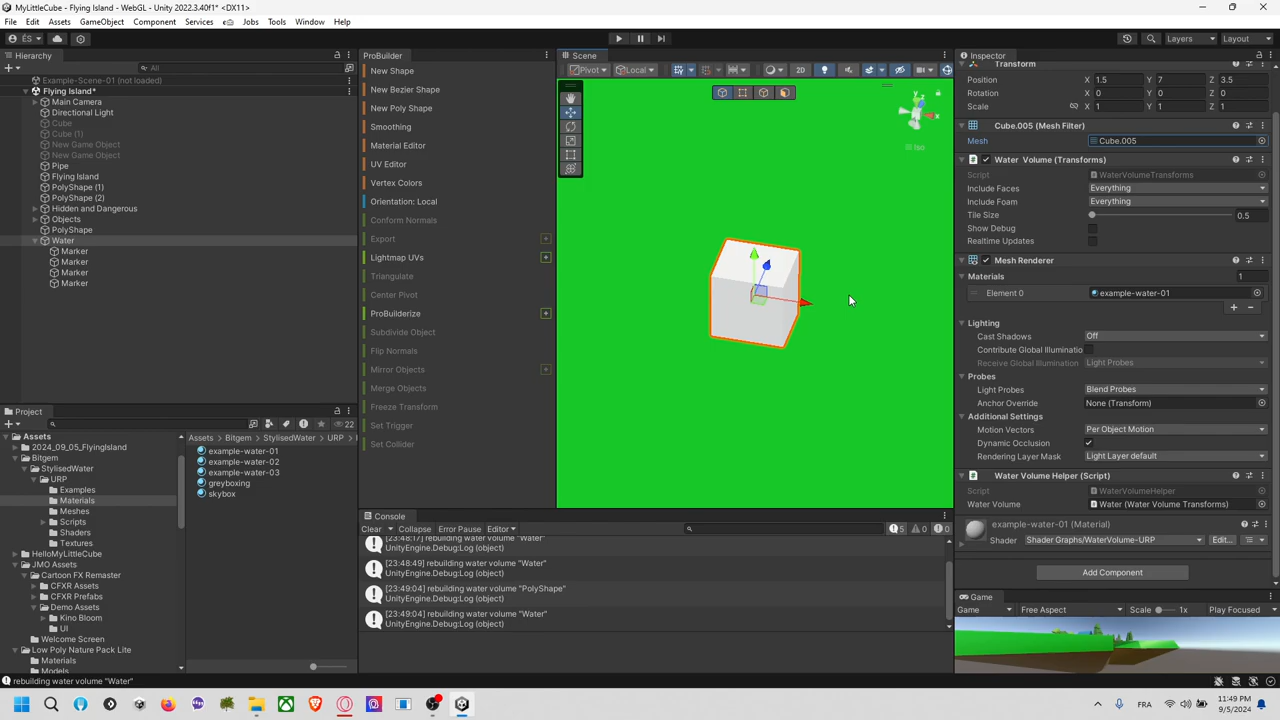 MyLittleCube - Flying Island - WebGL - Unity 2022.3.40f1* <DX11>
File Edit Assets GameObject Component Services Jobs Tools Window Help
ÉS
Layers Layout
Hierarchy
All
Example-Scene-01 (not loaded)
Flying Island*
Main Camera
Directional Light
Cube
Cube (1)
New Game Object
New Game Object
Pipe
Flying Island
PolyShape (1)
PolyShape (2)
Hidden and Dangerous
Objects
PolyShape
Water
Marker
Marker
Marker
Marker
ProBuilder
New Shape
New Bezier Shape
New Poly Shape
Smoothing
Material Editor
UV Editor
Vertex Colors
Orientation: Local
Conform Normals
Export
Lightmap UVs
Triangulate
Center Pivot
ProBuilderize
Subdivide Object
Flip Normals
Mirror Objects
Merge Objects
Freeze Transform
Set Trigger
Set Collider
Scene
Pivot Local 2D
y
Iso
Inspector
Transform
Position X 1.5 Y 7 Z 3.5
Rotation X 0 Y 0 Z 0
Scale X 1 Y 1 Z 1
Cube.005 (Mesh Filter)
Mesh Cube.005
Water Volume (Transforms)
Script WaterVolumeTransforms
Include Faces Everything
Include Foam Everything
Tile Size 0.5
Show Debug
Realtime Updates
Mesh Renderer
Materials 1
Element 0 example-water-01
Lighting
Cast Shadows Off
Contribute Global Illuminatio
Receive Global Illuminat Light Probes
Probes
Light Probes Blend Probes
Anchor Override None (Transform)
Additional Settings
Motion Vectors Per Object Motion
Dynamic Occlusion
Rendering Layer Mask Light Layer default
Water Volume Helper (Script)
Script WaterVolumeHelper
Water Volume Water (Water Volume Transforms)
example-water-01 (Material)
Shader Shader Graphs/WaterVolume-URP Edit...
Add Component
Game
Game Free Aspect Scale 1x Play Focused
Project
22
Assets
2024_09_05_FlyingIsland
Bitgem
StylisedWater
URP
Examples
Materials
Meshes
Scripts
Shaders
Textures
HelloMyLittleCube
JMO Assets
Cartoon FX Remaster
CFXR Assets
CFXR Prefabs
Demo Assets
Kino Bloom
UI
Welcome Screen
Low Poly Nature Pack Lite
Materials
Models
Assets Bitgem StylisedWater URP
example-water-01
example-water-02
example-water-03
greyboxing
skybox
Console
Clear Collapse Error Pause Editor 5 0 0
[23:48:17] rebuilding water volume "Water"
UnityEngine.Debug:Log (object)
[23:48:49] rebuilding water volume "Water"
UnityEngine.Debug:Log (object)
[23:49:04] rebuilding water volume "PolyShape"
UnityEngine.Debug:Log (object)
[23:49:04] rebuilding water volume "Water"
UnityEngine.Debug:Log (object)
rebuilding water volume "Water"
FRA
11:49 PM
9/5/2024